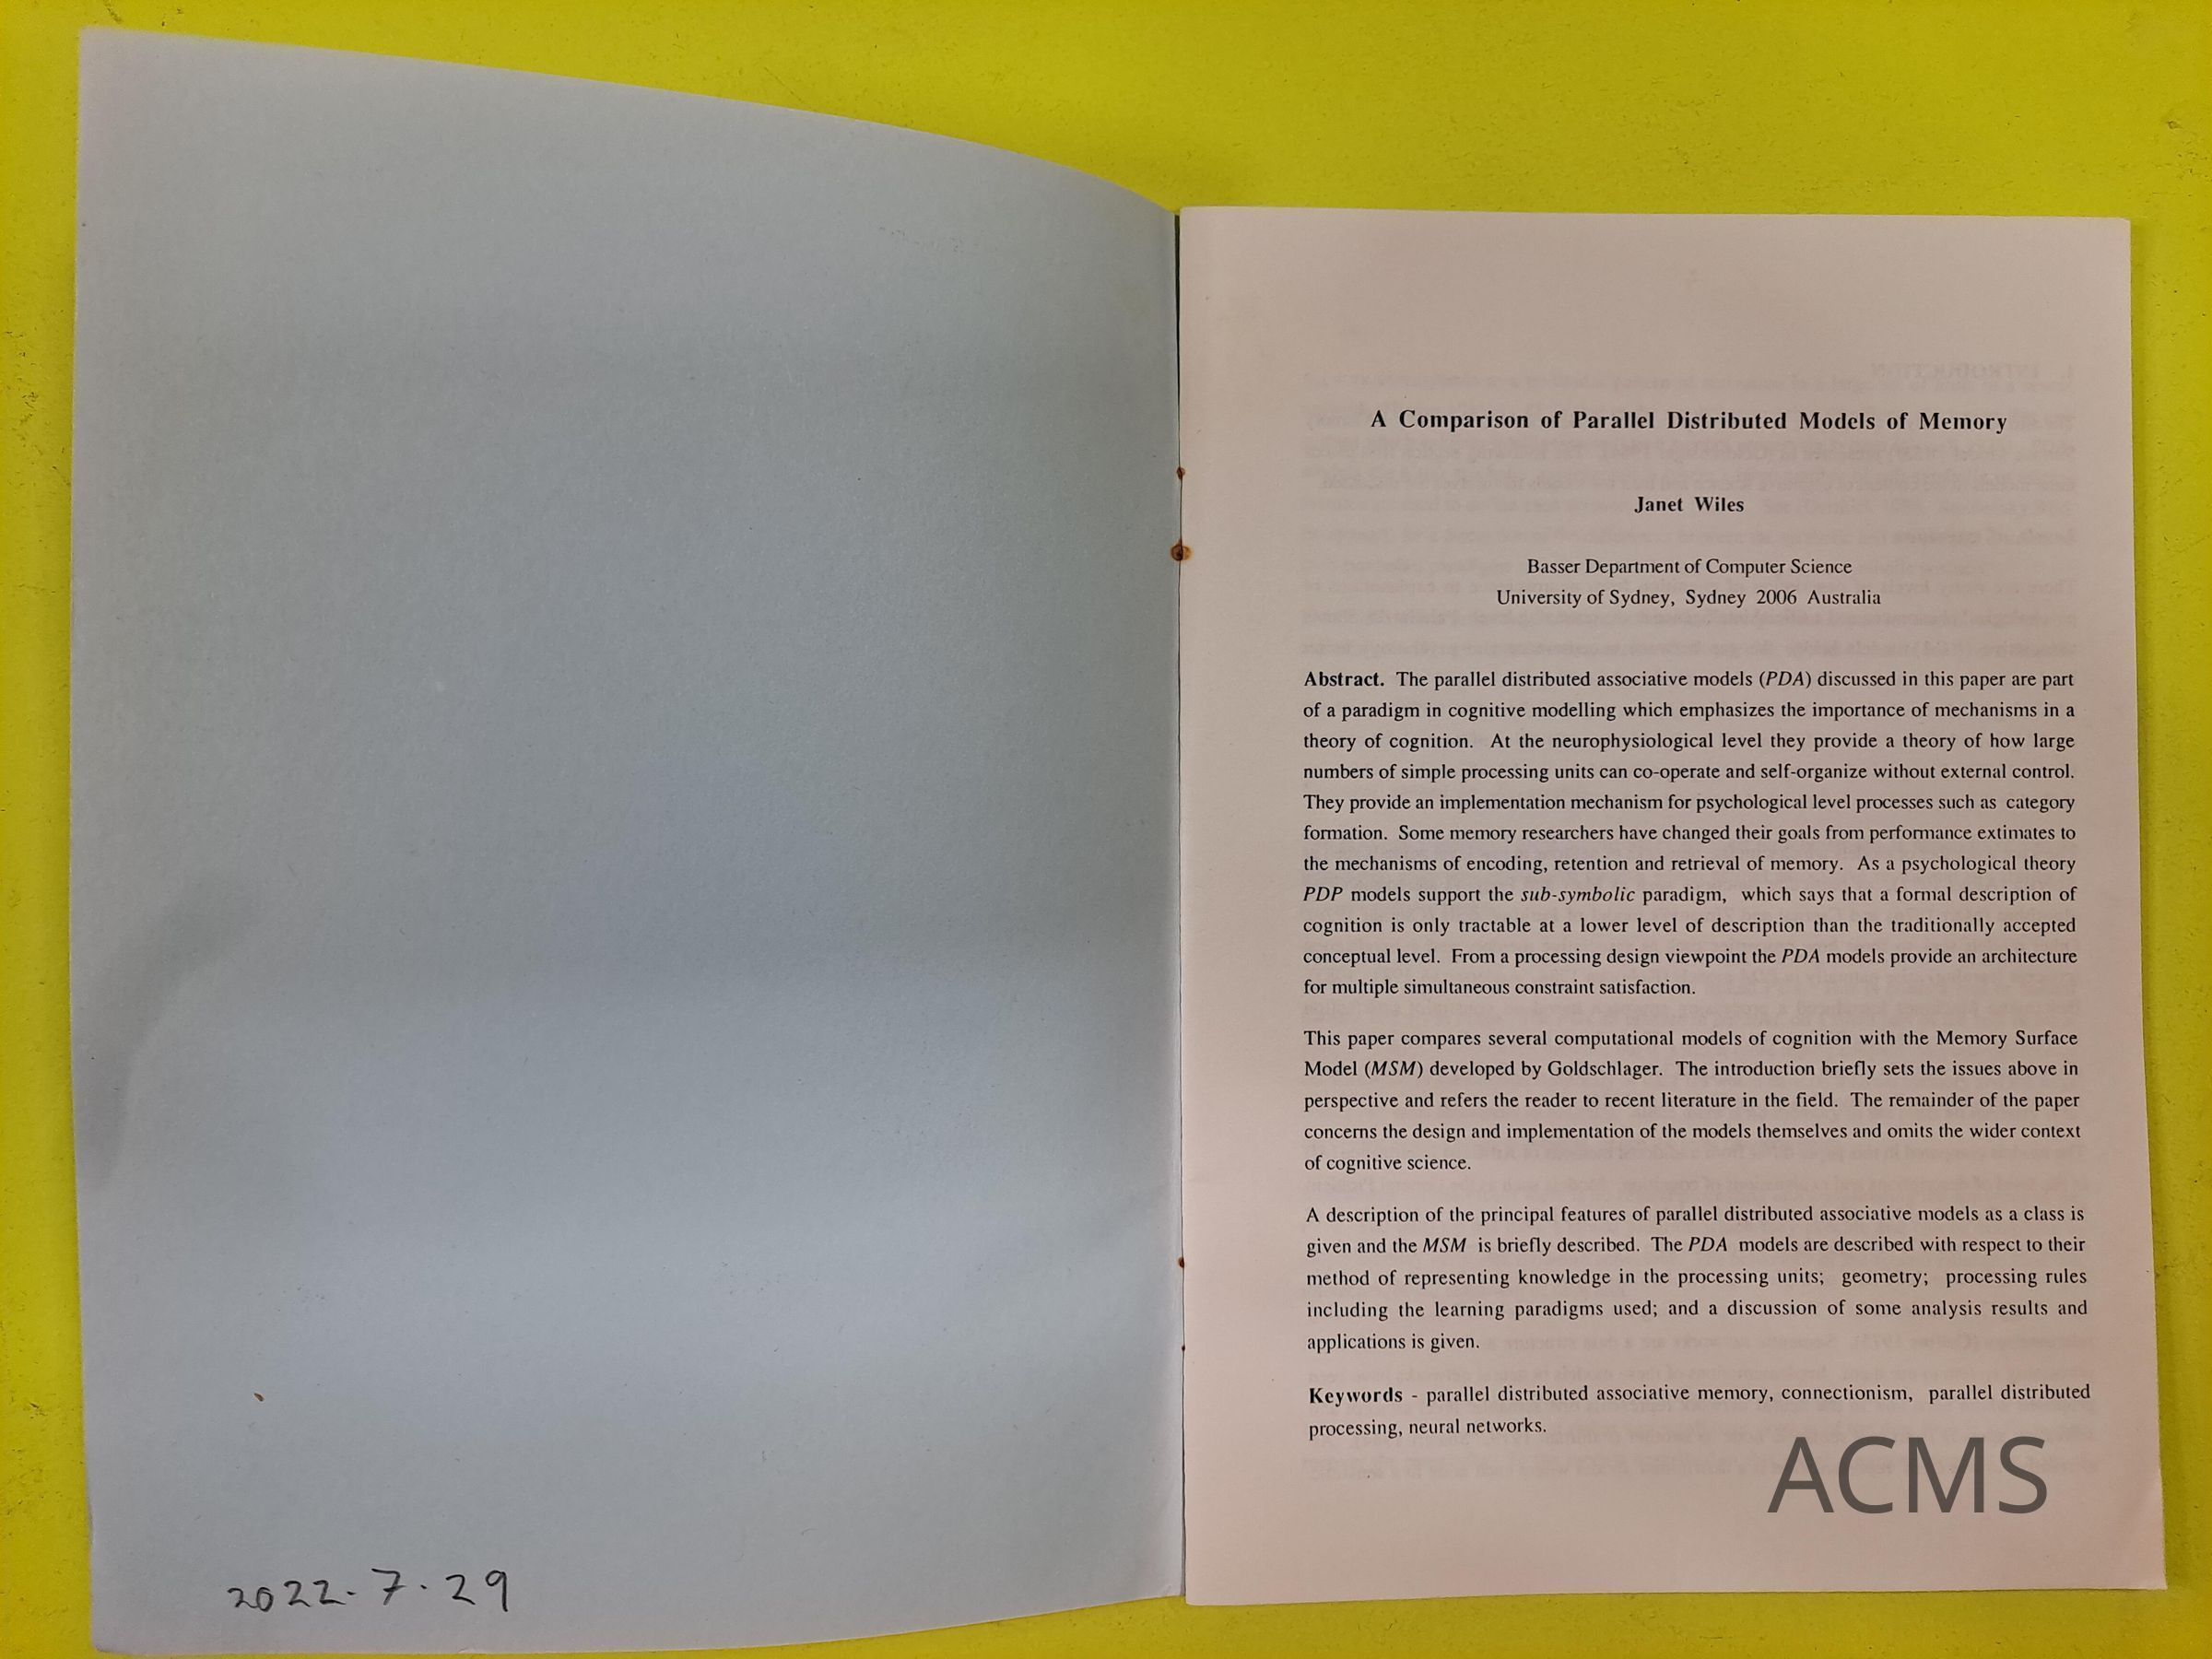 2022.7.29
A Comparison of Parallel Distributed Models of Memory
Janet Wiles
Basser Department of Computer Science
University of Sydney, Sydney 2006 Australia
Abstract. The parallel distributed associative models (PDA) discussed in this paper are part
of a paradigm in cognitive modelling which emphasizes the importance of mechanisms in a
theory of cognition. At the neurophysiological level they provide a theory of how large
numbers of simple processing units can co-operate and self-organize without external control.
They provide an implementation mechanism for psychological level processes such as category
formation. Some memory researchers have changed their goals from performance extimates to
the mechanisms of encoding, retention and retrieval of memory. As a psychological theory
PDP models support the sub-symbolic paradigm, which says that a formal description of
cognition is only tractable at a lower level of description than the traditionally accepted
conceptual level. From a processing design viewpoint the PDA models provide an architecture
for multiple simultaneous constraint satisfaction.
This paper compares several computational models of cognition with the Memory Surface
Model (MSM) developed by Goldschlager. The introduction briefly sets the issues above in
perspective and refers the reader to recent literature in the field. The remainder of the paper
concerns the design and implementation of the models themselves and omits the wider context
of cognitive science.
A description of the principal features of parallel distributed associative models as a class is
given and the MSM is briefly described. The PDA models are described with respect to their
method of representing knowledge in the processing units; geometry; processing rules
including the learning paradigms used; and a discussion of some analysis results and
applications is given.
Keywords - parallel distributed associative memory, connectionism, parallel distributed
processing, neural networks.
ACMS